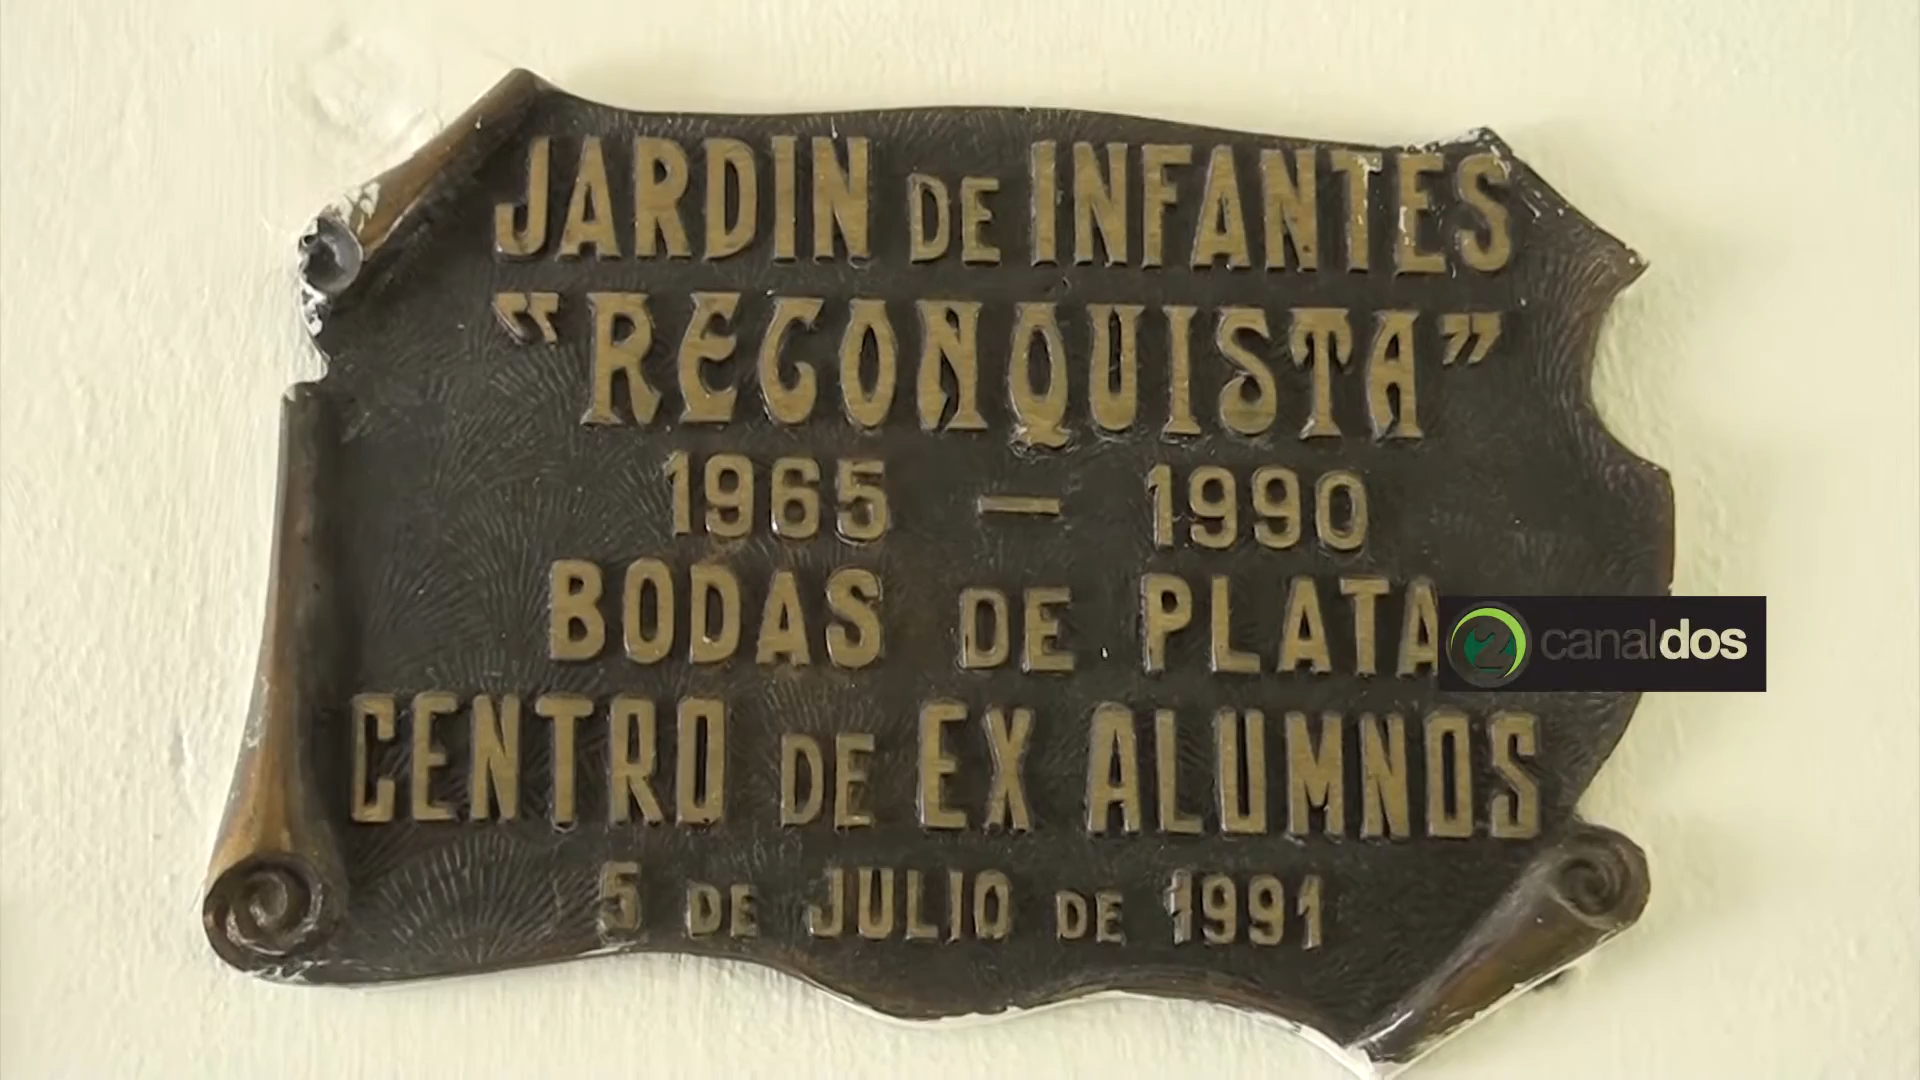 JARDIN DE INFANTES
"RECONQUISTA"
1965 — 1990
BODAS DE PLATA
canaldos
CENTRO DE EX ALUMNOS
5 DE JULIO DE 1991